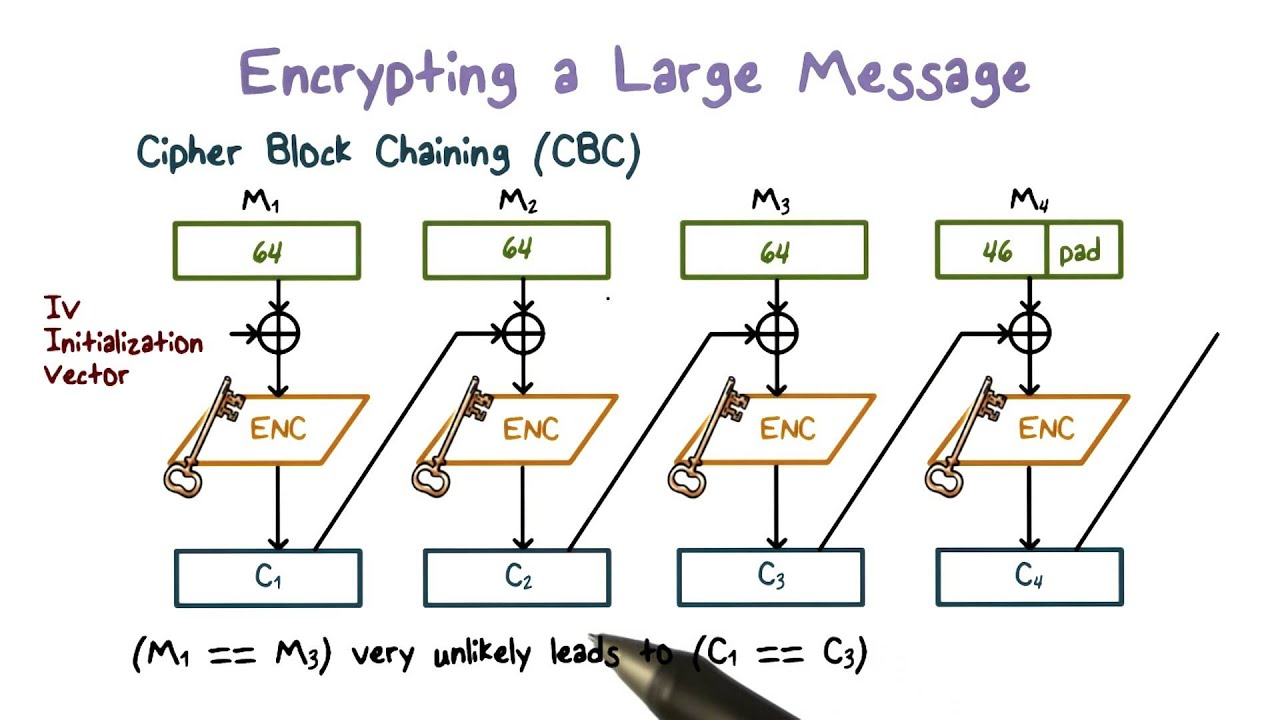 Encrypting a Large Message
Cipher Block Chaining (CBC)
M₁ M₂ M₃ M₄
64 64 64 46 pad
IV
Initialization
Vector
ENC ENC ENC ENC
C₁ C₂ C₃ C₄
(M₁ == M₃) very unlikely leads to (C₁ == C₃)